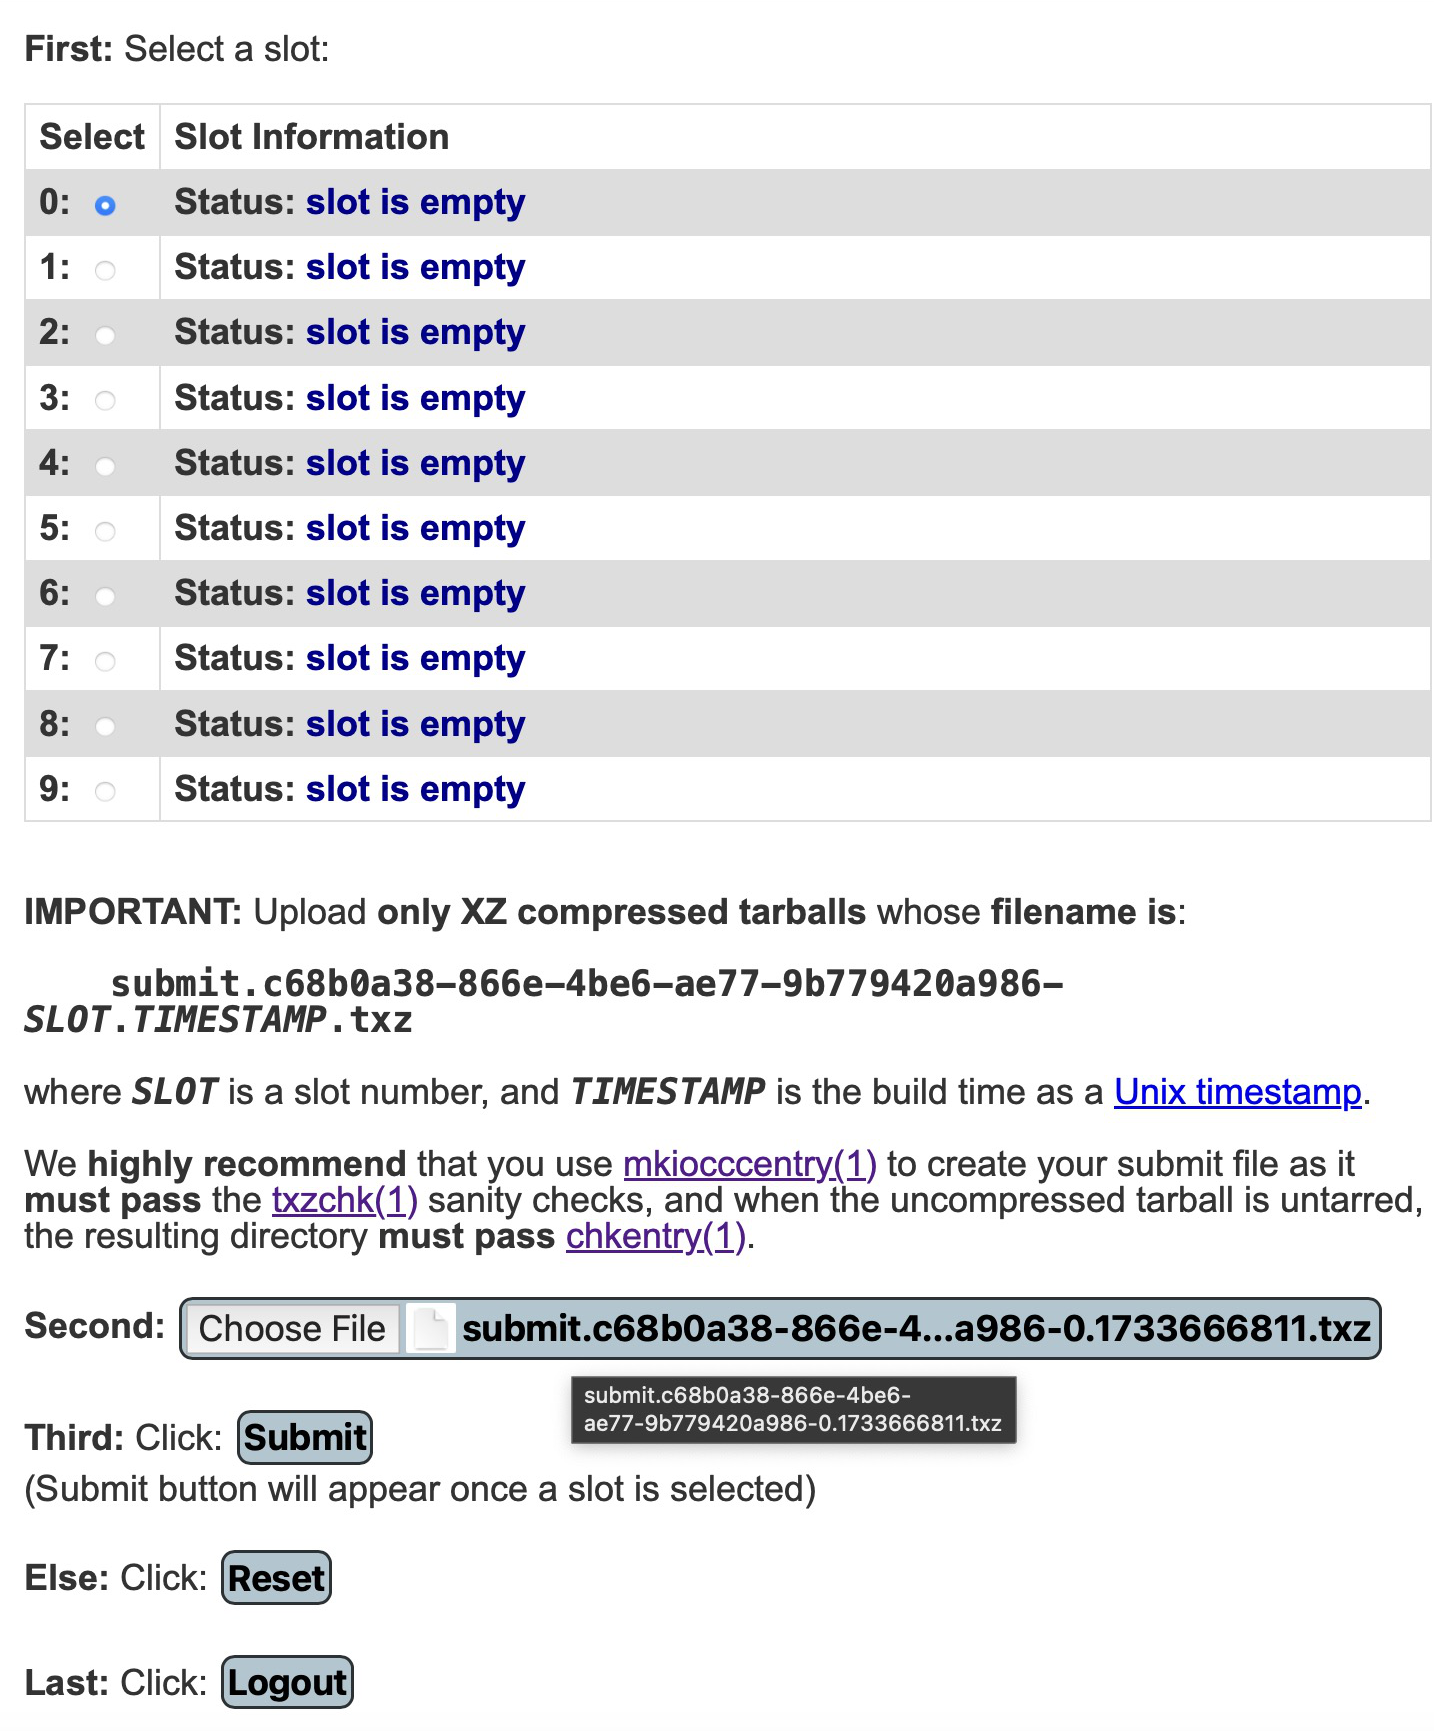 First: Select a slot:
Select Slot Information
0: Status: slot is empty
1: Status: slot is empty
2: Status: slot is empty
3: Status: slot is empty
4: Status: slot is empty
5: Status: slot is empty
6: Status: slot is empty
7: Status: slot is empty
8: Status: slot is empty
9: Status: slot is empty
IMPORTANT: Upload only XZ compressed tarballs whose filename is:
submit.c68b0a38-866e-4be6-ae77-9b779420a986-
SLOT.TIMESTAMP.txz
where SLOT is a slot number, and TIMESTAMP is the build time as a Unix timestamp.
We highly recommend that you use mkiocccentry(1) to create your submit file as it
must pass the txzchk(1) sanity checks, and when the uncompressed tarball is untarred,
the resulting directory must pass chkentry(1).
Second: Choose File submit.c68b0a38-866e-4...a986-0.1733666811.txz
submit.c68b0a38-866e-4be6-
ae77-9b779420a986-0.1733666811.txz
Third: Click: Submit
(Submit button will appear once a slot is selected)
Else: Click: Reset
Last: Click: Logout